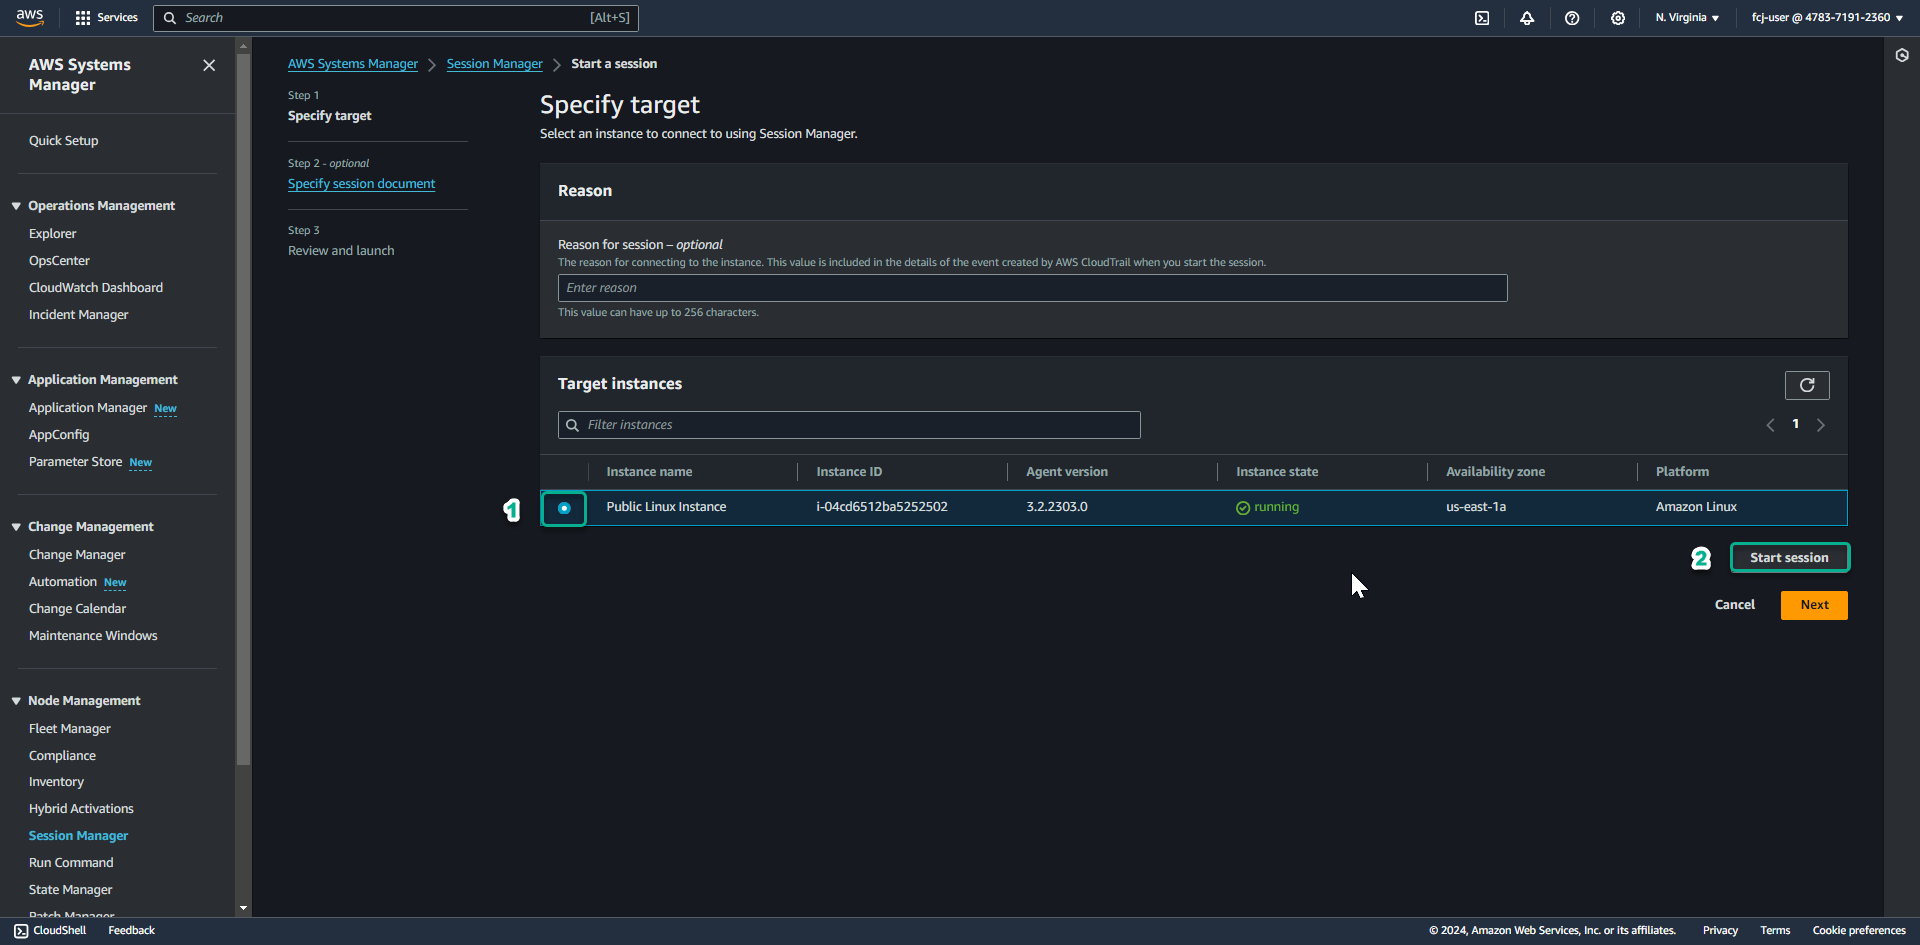 aws Services Search [Alt+S] N. Virginia fcj-user @ 4783-7191-2360
AWS Systems
Manager
Quick Setup
Operations Management
Explorer
OpsCenter
CloudWatch Dashboard
Incident Manager
Application Management
Application Manager New
AppConfig
Parameter Store New
Change Management
Change Manager
Automation New
Change Calendar
Maintenance Windows
Node Management
Fleet Manager
Compliance
Inventory
Hybrid Activations
Session Manager
Run Command
State Manager
Patch Manager
AWS Systems Manager Session Manager Start a session
Step 1
Specify target
Step 2 - optional
Specify session document
Step 3
Review and launch
Specify target
Select an instance to connect to using Session Manager.
Reason
Reason for session – optional
The reason for connecting to the instance. This value is included in the details of the event created by AWS CloudTrail when you start the session.
Enter reason
This value can have up to 256 characters.
Target instances
Filter instances
1
Instance name Instance ID Agent version Instance state Availability zone Platform
1 Public Linux Instance i-04cd6512ba5252502 3.2.2303.0 running us-east-1a Amazon Linux
2 Start session
Cancel Next
CloudShell Feedback © 2024, Amazon Web Services, Inc. or its affiliates. Privacy Terms Cookie preferences